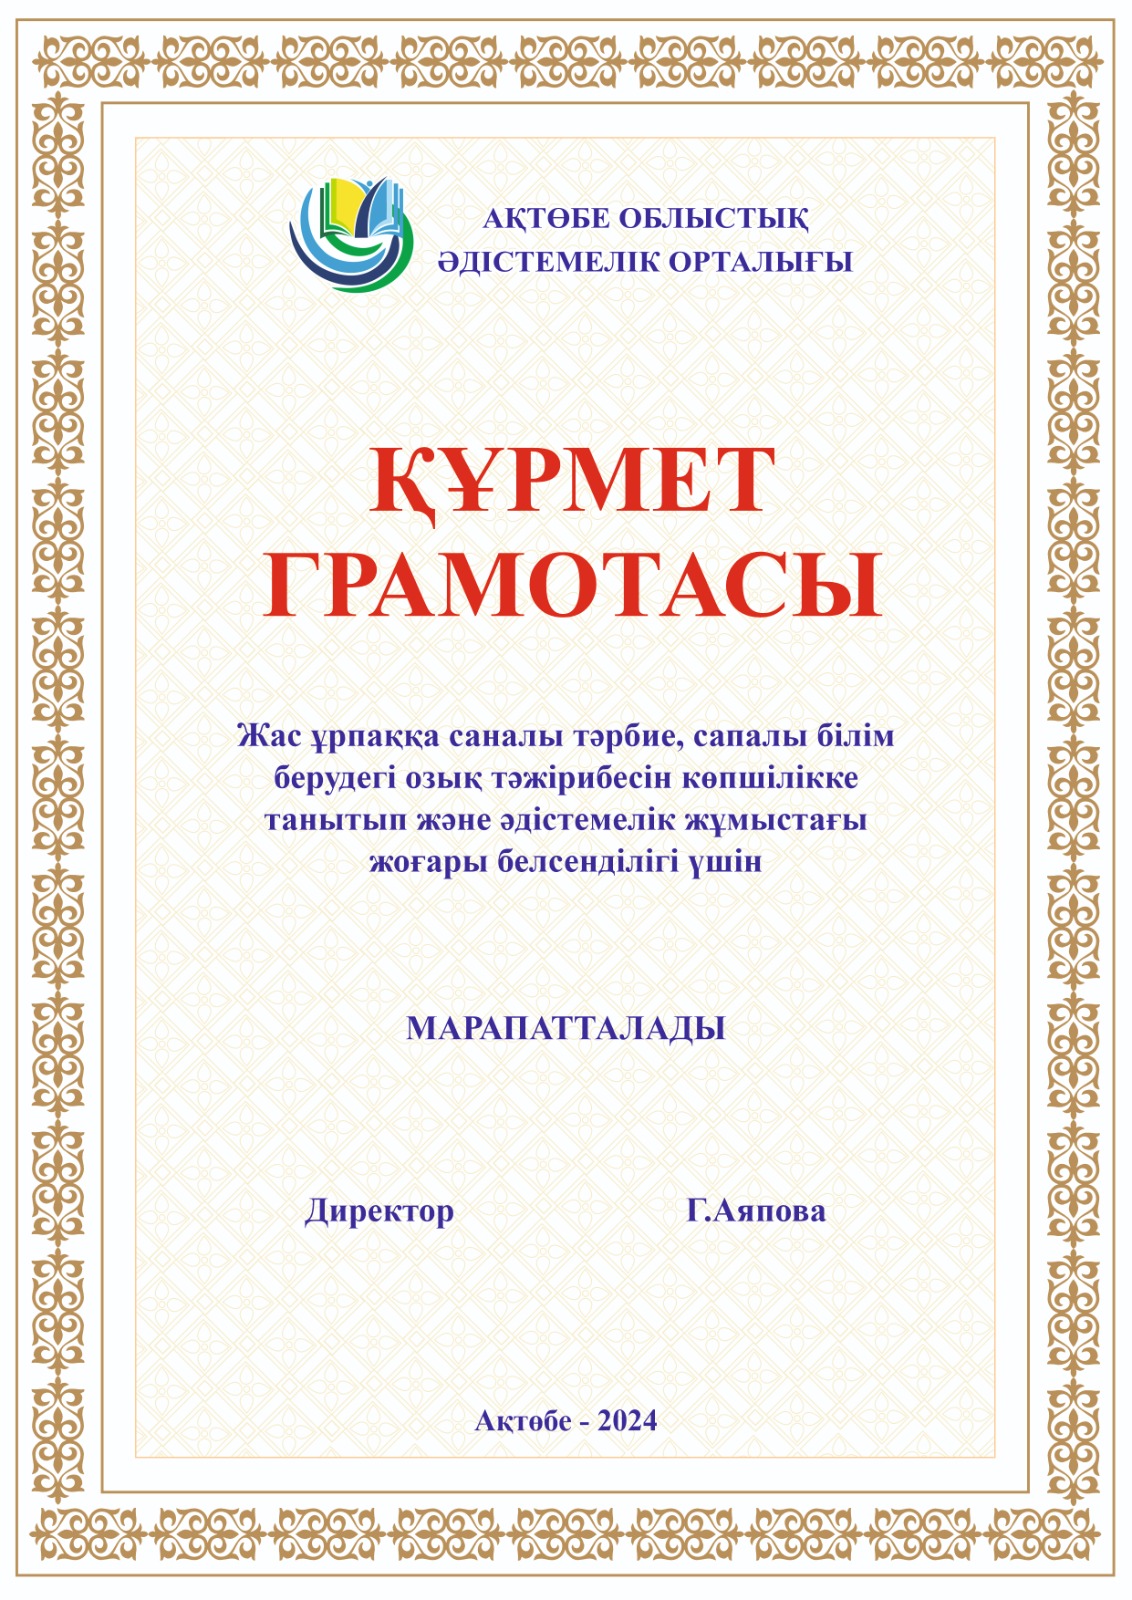 АҚТӨБЕ ОБЛЫСТЫҚ
ӘДІСТЕМЕЛІК ОРТАЛЫҒЫ
ҚҰРМЕТ
ГРАМОТАСЫ
Жас ұрпаққа саналы тәрбие, сапалы білім
берудегі озық тәжірибесін көпшілікке
танытып және әдістемелік жұмыстағы
жоғары белсенділігі үшін
МАРАПАТТАЛАДЫ
Директор Г.Аяпова
Ақтөбе - 2024